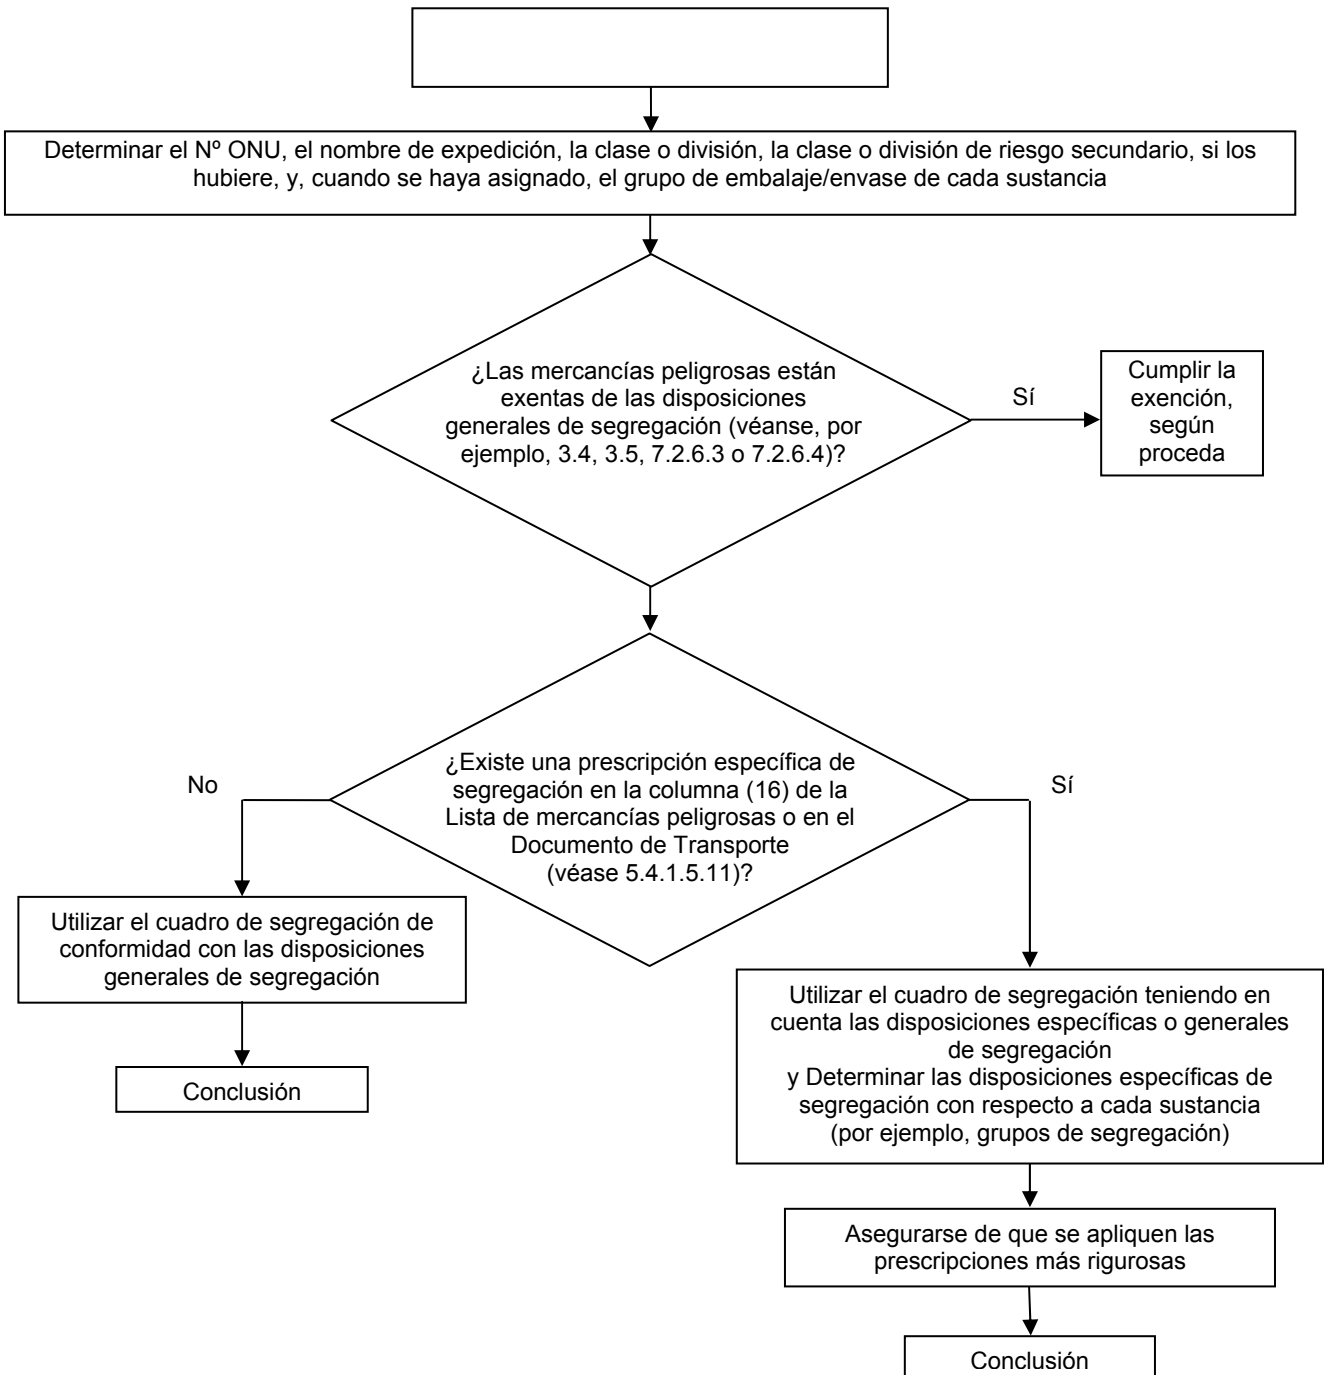 Determinar el Nº ONU, el nombre de expedición, la clase o división, la clase o división de riesgo secundario, si los
hubiere, y, cuando se haya asignado, el grupo de embalaje/envase de cada sustancia
¿Las mercancías peligrosas están
exentas de las disposiciones
generales de segregación (véanse, por
ejemplo, 3.4, 3.5, 7.2.6.3 o 7.2.6.4)?
Sí
Cumplir la
exención,
según
proceda
¿Existe una prescripción específica de
segregación en la columna (16) de la
Lista de mercancías peligrosas o en el
Documento de Transporte
(véase 5.4.1.5.11)?
No
Sí
Utilizar el cuadro de segregación de
conformidad con las disposiciones
generales de segregación
Conclusión
Utilizar el cuadro de segregación teniendo en
cuenta las disposiciones específicas o generales
de segregación
y Determinar las disposiciones específicas de
segregación con respecto a cada sustancia
(por ejemplo, grupos de segregación)
Asegurarse de que se apliquen las
prescripciones más rigurosas
Conclusión